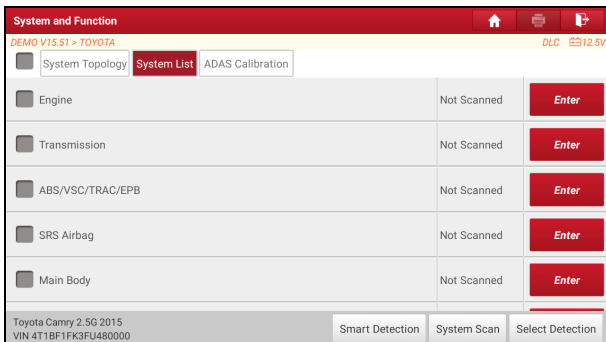 System and Function
DEMO V15.51 > TOYOTA DLC 12.5V
System Topology System List ADAS Calibration
Engine Not Scanned Enter
Transmission Not Scanned Enter
ABS/VSC/TRAC/EPB Not Scanned Enter
SRS Airbag Not Scanned Enter
Main Body Not Scanned Enter
Toyota Camry 2.5G 2015
VIN 4T1BF1FK3FU480000
Smart Detection System Scan Select Detection